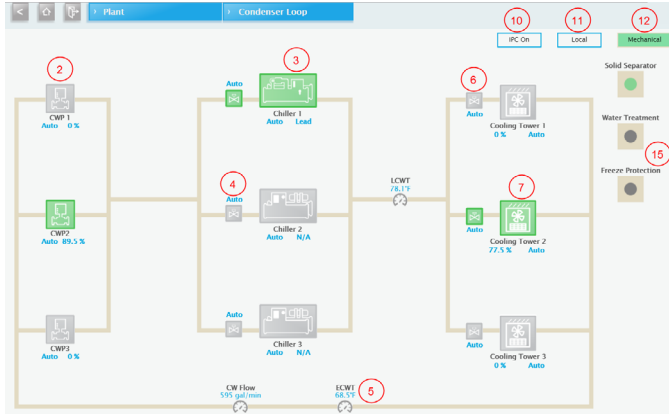 < › Plant › Condenser Loop
10 11 12
IPC On Local Mechanical
2
CWP 1
Auto 0 %
CWP2
Auto 89.5 %
CWP3
Auto 0 %
3
Auto
Chiller 1
Auto Lead
4
Auto
Chiller 2
Auto N/A
Auto
Chiller 3
Auto N/A
LCWT
78.1°F
6
Auto
Cooling Tower 1
0 % Auto
7
Auto
Cooling Tower 2
77.5 % Auto
Auto
Cooling Tower 3
0 % Auto
Solid Separator
Water Treatment
15
Freeze Protection
CW Flow
595 gal/min
ECWT
68.5°F
5